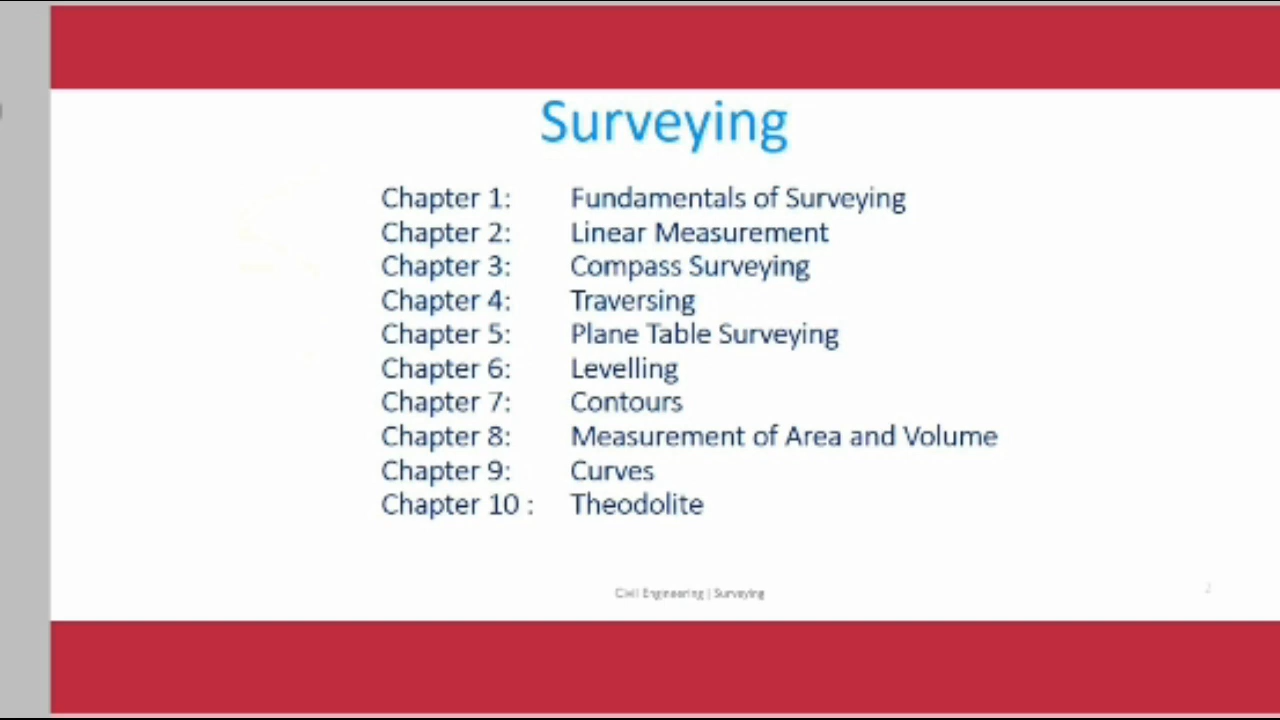 Surveying
Chapter 1: Fundamentals of Surveying
Chapter 2: Linear Measurement
Chapter 3: Compass Surveying
Chapter 4: Traversing
Chapter 5: Plane Table Surveying
Chapter 6: Levelling
Chapter 7: Contours
Chapter 8: Measurement of Area and Volume
Chapter 9: Curves
Chapter 10 : Theodolite
Civil Engineering | Surveying
2